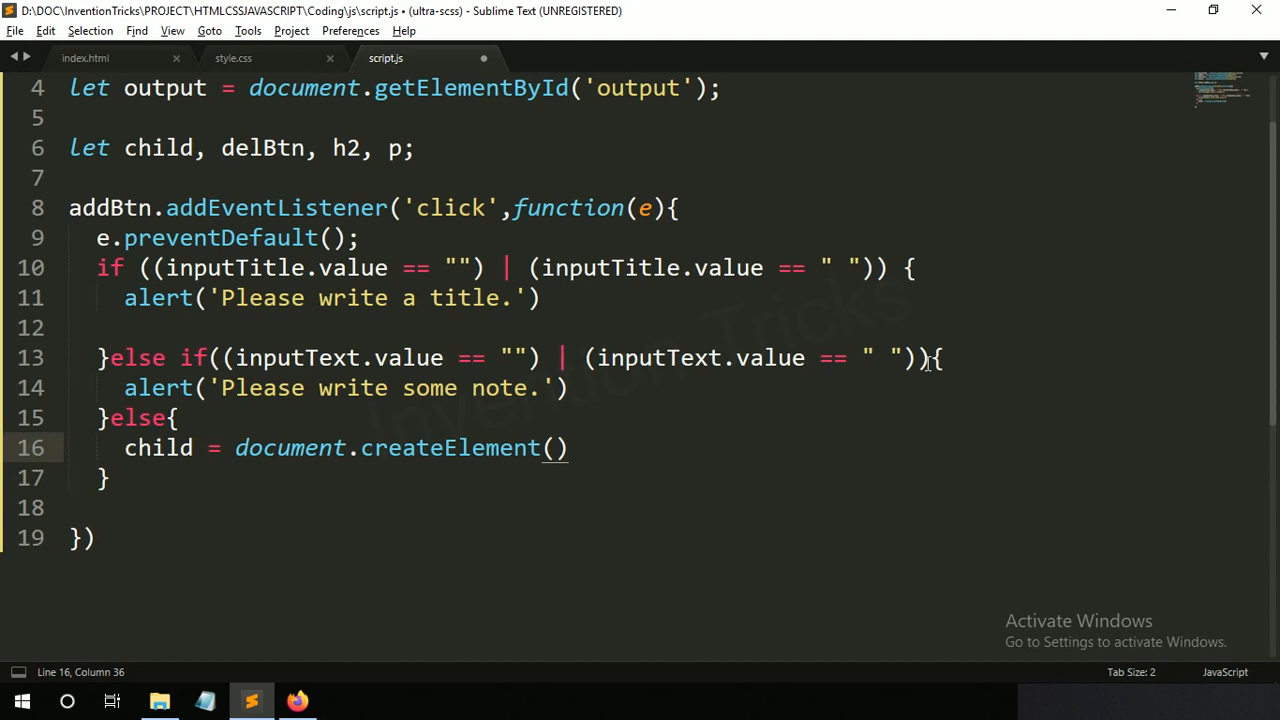 D:\DOC\InventionTricks\PROJECT\HTMLCSSJAVASCRIPT\Coding\js\script.js • (ultra-scss) - Sublime Text (UNREGISTERED)
File Edit Selection Find View Goto Tools Project Preferences Help
index.html × style.css × script.js
4 let output = document.getElementById('output');
5
6 let child, delBtn, h2, p;
7
8 addBtn.addEventListener('click',function(e){
9 e.preventDefault();
10 if ((inputTitle.value == "") | (inputTitle.value == " ")) {
11 alert('Please write a title.')
12
13 }else if((inputText.value == "") | (inputText.value == " ")){
14 alert('Please write some note.')
15 }else{
16 child = document.createElement()
17 }
18
19 })
Invention Tricks
Activate Windows
Go to Settings to activate Windows.
Line 16, Column 36 Tab Size: 2 JavaScript